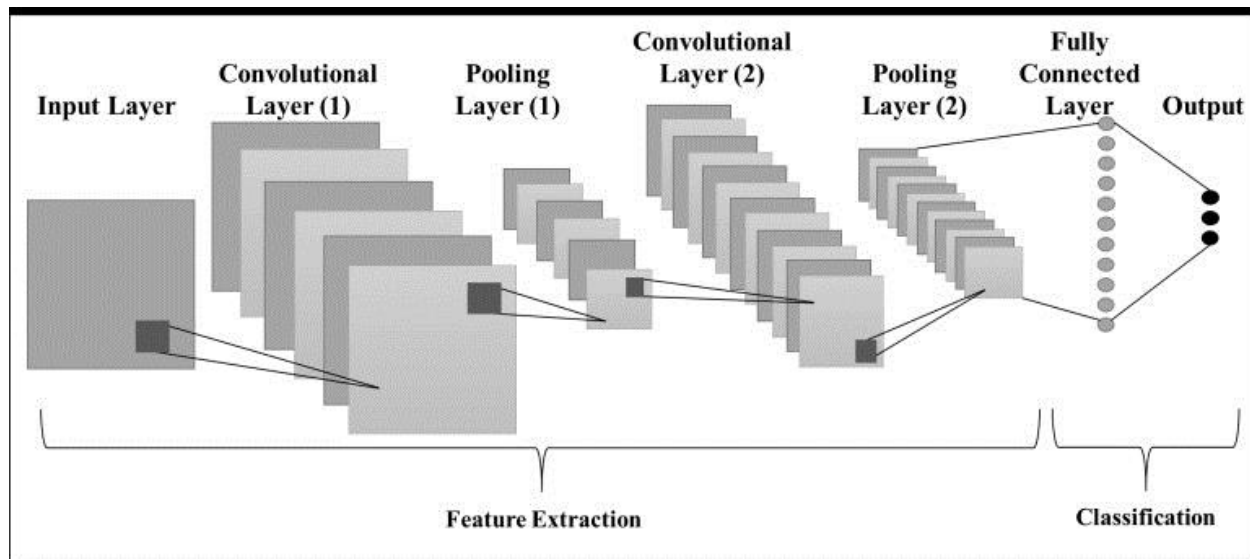 Input Layer
Convolutional
Layer (1)
Pooling
Layer (1)
Convolutional
Layer (2)
Pooling
Layer (2)
Fully
Connected
Layer
Output
Feature Extraction
Classification